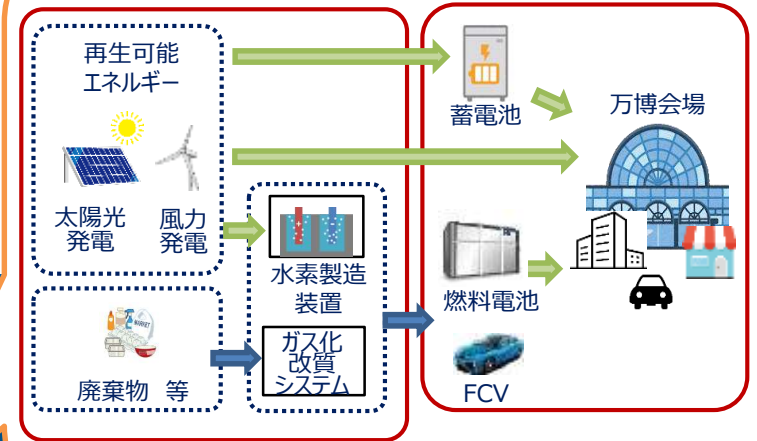 再生可能
エネルギー
太陽光
発電
風力
発電
廃棄物 等
水素製造
装置
ガス化
改質
システム
蓄電池
万博会場
燃料電池
FCV
MARKET